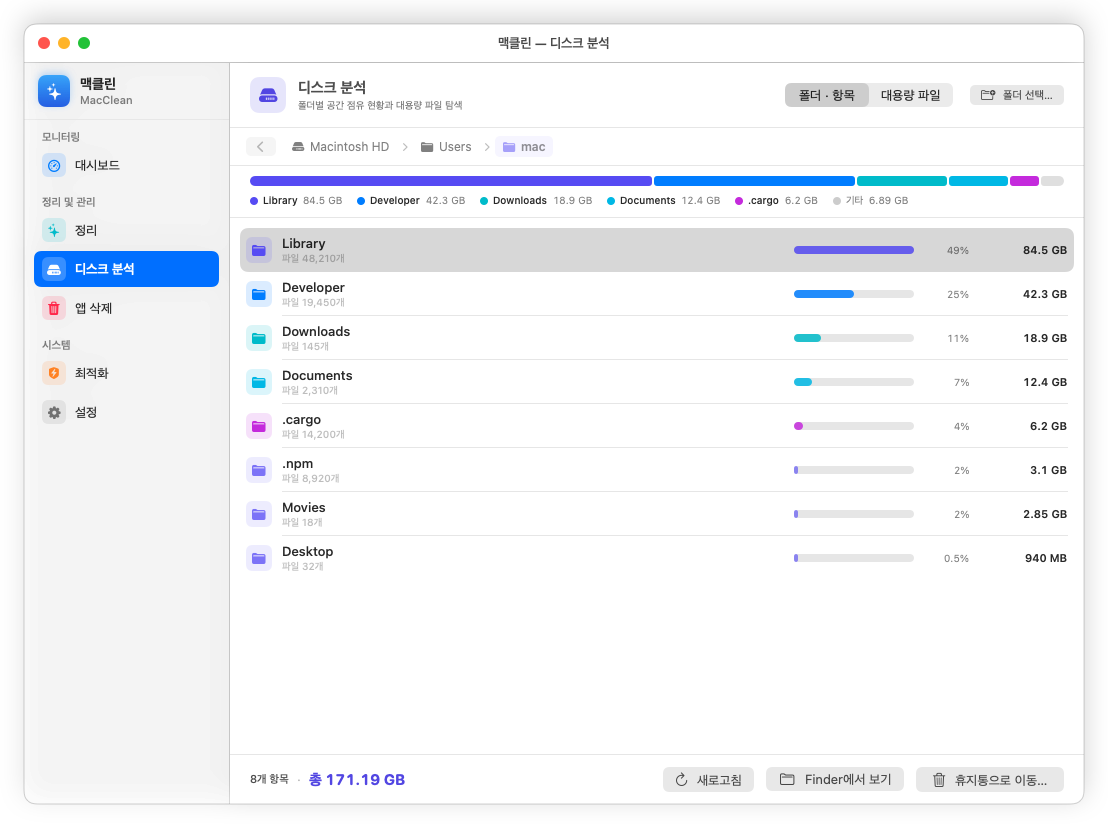 맥클린 — 디스크 분석
맥클린
MacClean
모니터링
대시보드
정리 및 관리
정리
디스크 분석
앱 삭제
시스템
최적화
설정
디스크 분석
폴더별 공간 점유 현황과 대용량 파일 탐색
폴더 · 항목 대용량 파일 폴더 선택...
Macintosh HD Users mac
Library 84.5 GB Developer 42.3 GB Downloads 18.9 GB Documents 12.4 GB .cargo 6.2 GB 기타 6.89 GB
Library
파일 48,210개
49% 84.5 GB
Developer
파일 19,450개
25% 42.3 GB
Downloads
파일 145개
11% 18.9 GB
Documents
파일 2,310개
7% 12.4 GB
.cargo
파일 14,200개
4% 6.2 GB
.npm
파일 8,920개
2% 3.1 GB
Movies
파일 18개
2% 2.85 GB
Desktop
파일 32개
0.5% 940 MB
8개 항목 · 총 171.19 GB
새로고침 Finder에서 보기 휴지통으로 이동...